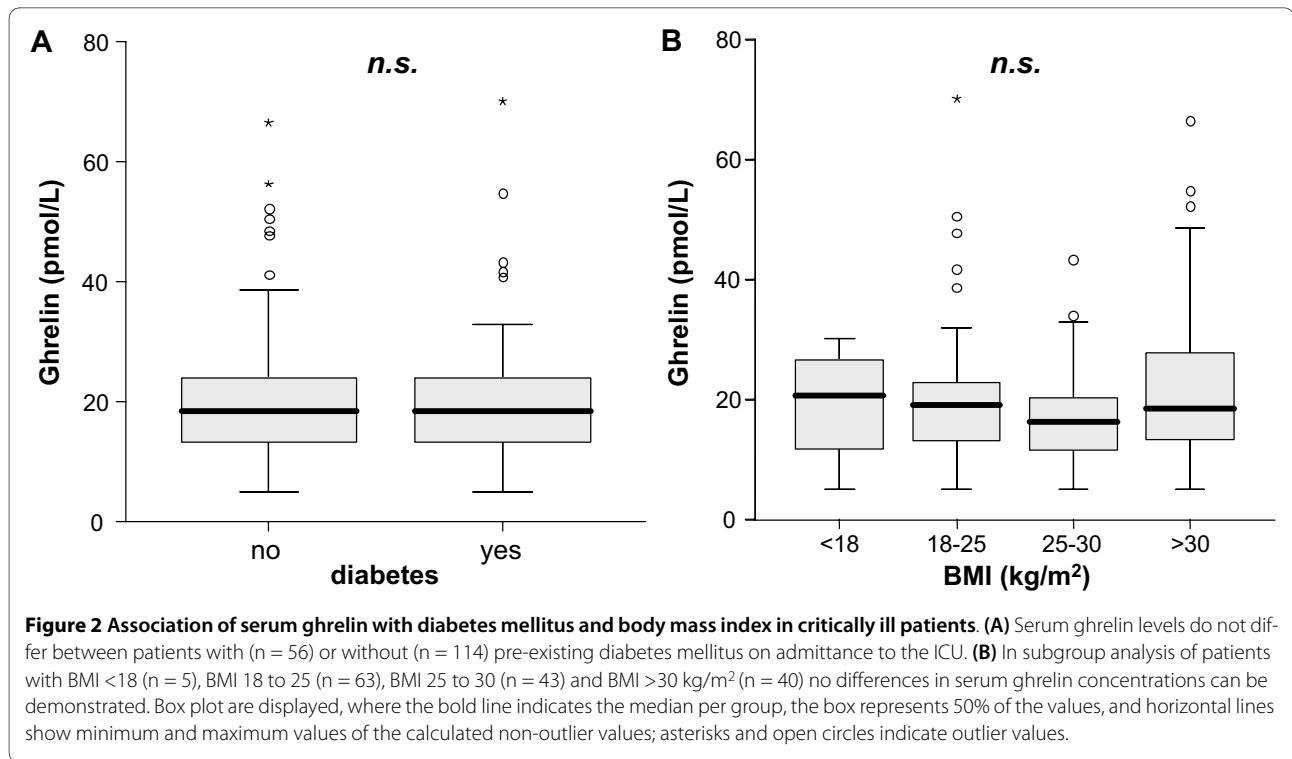 A
n.s.
80
60
40
20
0
Ghrelin (pmol/L)
no
yes
diabetes
B
n.s.
80
60
40
20
0
Ghrelin (pmol/L)
<18
18-25
25-30
>30
BMI (kg/m²)
Figure 2 Association of serum ghrelin with diabetes mellitus and body mass index in critically ill patients. (A) Serum ghrelin levels do not dif-
fer between patients with (n = 56) or without (n = 114) pre-existing diabetes mellitus on admittance to the ICU. (B) In subgroup analysis of patients
with BMI <18 (n = 5), BMI 18 to 25 (n = 63), BMI 25 to 30 (n = 43) and BMI >30 kg/m² (n = 40) no differences in serum ghrelin concentrations can be
demonstrated. Box plot are displayed, where the bold line indicates the median per group, the box represents 50% of the values, and horizontal lines
show minimum and maximum values of the calculated non-outlier values; asterisks and open circles indicate outlier values.